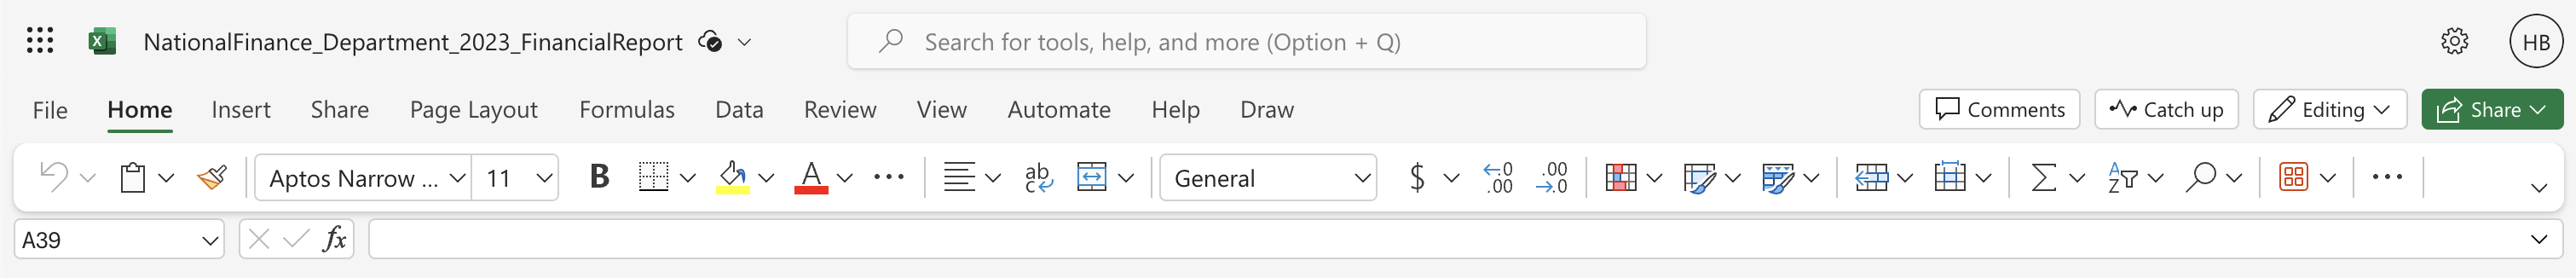 NationalFinance_Department_2023_FinancialReport Search for tools, help, and more (Option + Q) HB
File Home Insert Share Page Layout Formulas Data Review View Automate Help Draw Comments Catch up Editing Share
Aptos Narrow ... 11 B A ... ab c General $ .0 .00 .00 .0 A Z ...
A39 fx